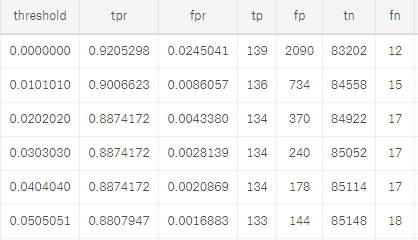 threshold tpr fpr tp fp tn fn
0.0000000 0.9205298 0.0245041 139 2090 83202 12
0.0101010 0.9006623 0.0086057 136 734 84558 15
0.0202020 0.8874172 0.0043380 134 370 84922 17
0.0303030 0.8874172 0.0028139 134 240 85052 17
0.0404040 0.8874172 0.0020869 134 178 85114 17
0.0505051 0.8807947 0.0016883 133 144 85148 18